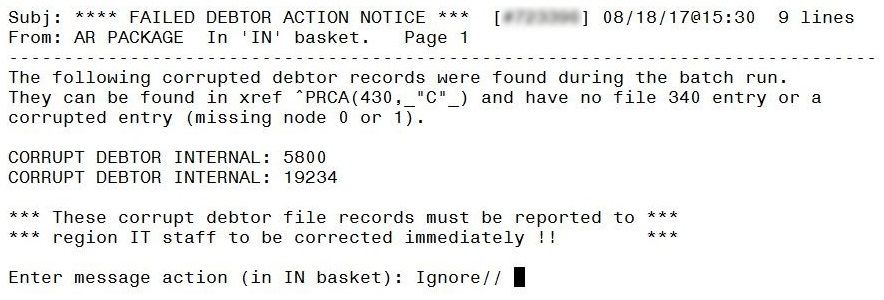 Subj: **** FAILED DEBTOR ACTION NOTICE *** [] 08/18/17@15:30 9 lines
From: AR PACKAGE In 'IN' basket. Page 1
-------------------------------------------------------------------------------
The following corrupted debtor records were found during the batch run.
They can be found in xref ^PRCA(430,_"C"_) and have no file 340 entry or a
corrupted entry (missing node 0 or 1).
CORRUPT DEBTOR INTERNAL: 5800
CORRUPT DEBTOR INTERNAL: 19234
*** These corrupt debtor file records must be reported to ***
*** region IT staff to be corrected immediately !! ***
Enter message action (in IN basket): Ignore//